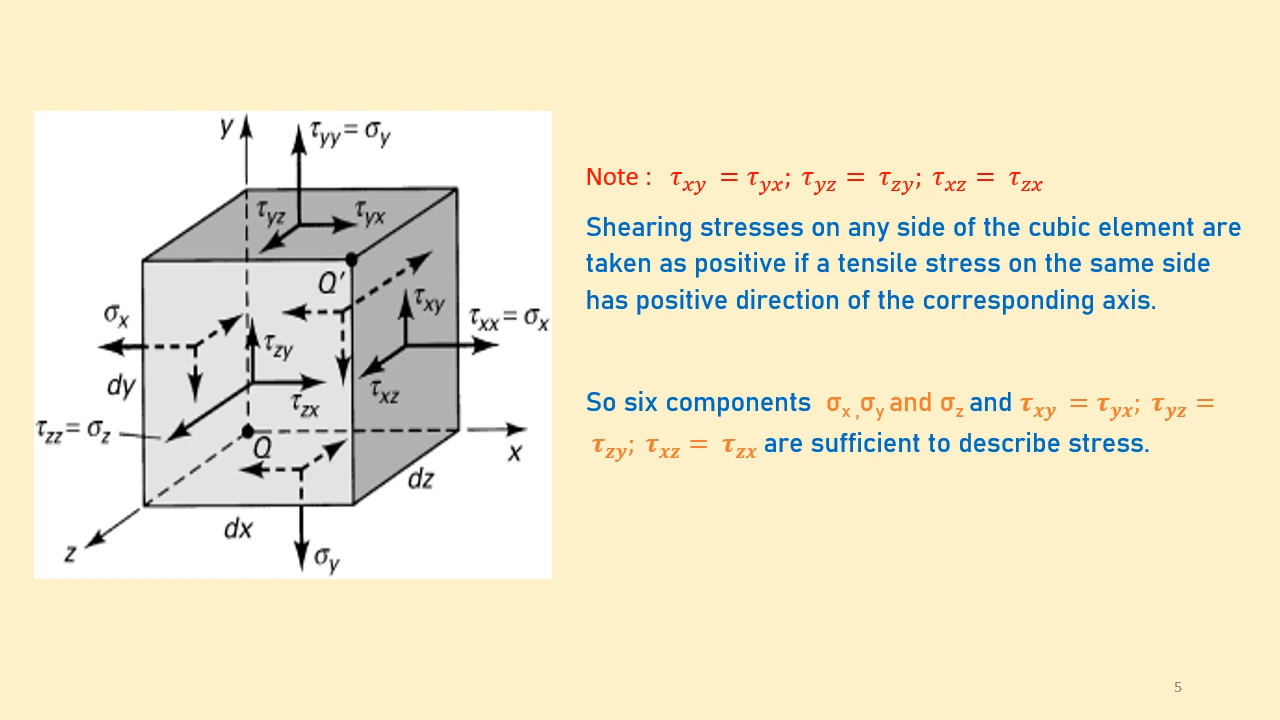 y
τyy = σy
τyz
τyx
Q′
σx
τxy
τxx = σx
τzy
dy
τxz
τzx
τzz = σz
Q
x
dz
dx
z
σy
Note : τxy = τyx; τyz = τzy; τxz = τzx
Shearing stresses on any side of the cubic element are
taken as positive if a tensile stress on the same side
has positive direction of the corresponding axis.
So six components σx ,σy and σz and τxy = τyx; τyz =
τzy; τxz = τzx are sufficient to describe stress.
5